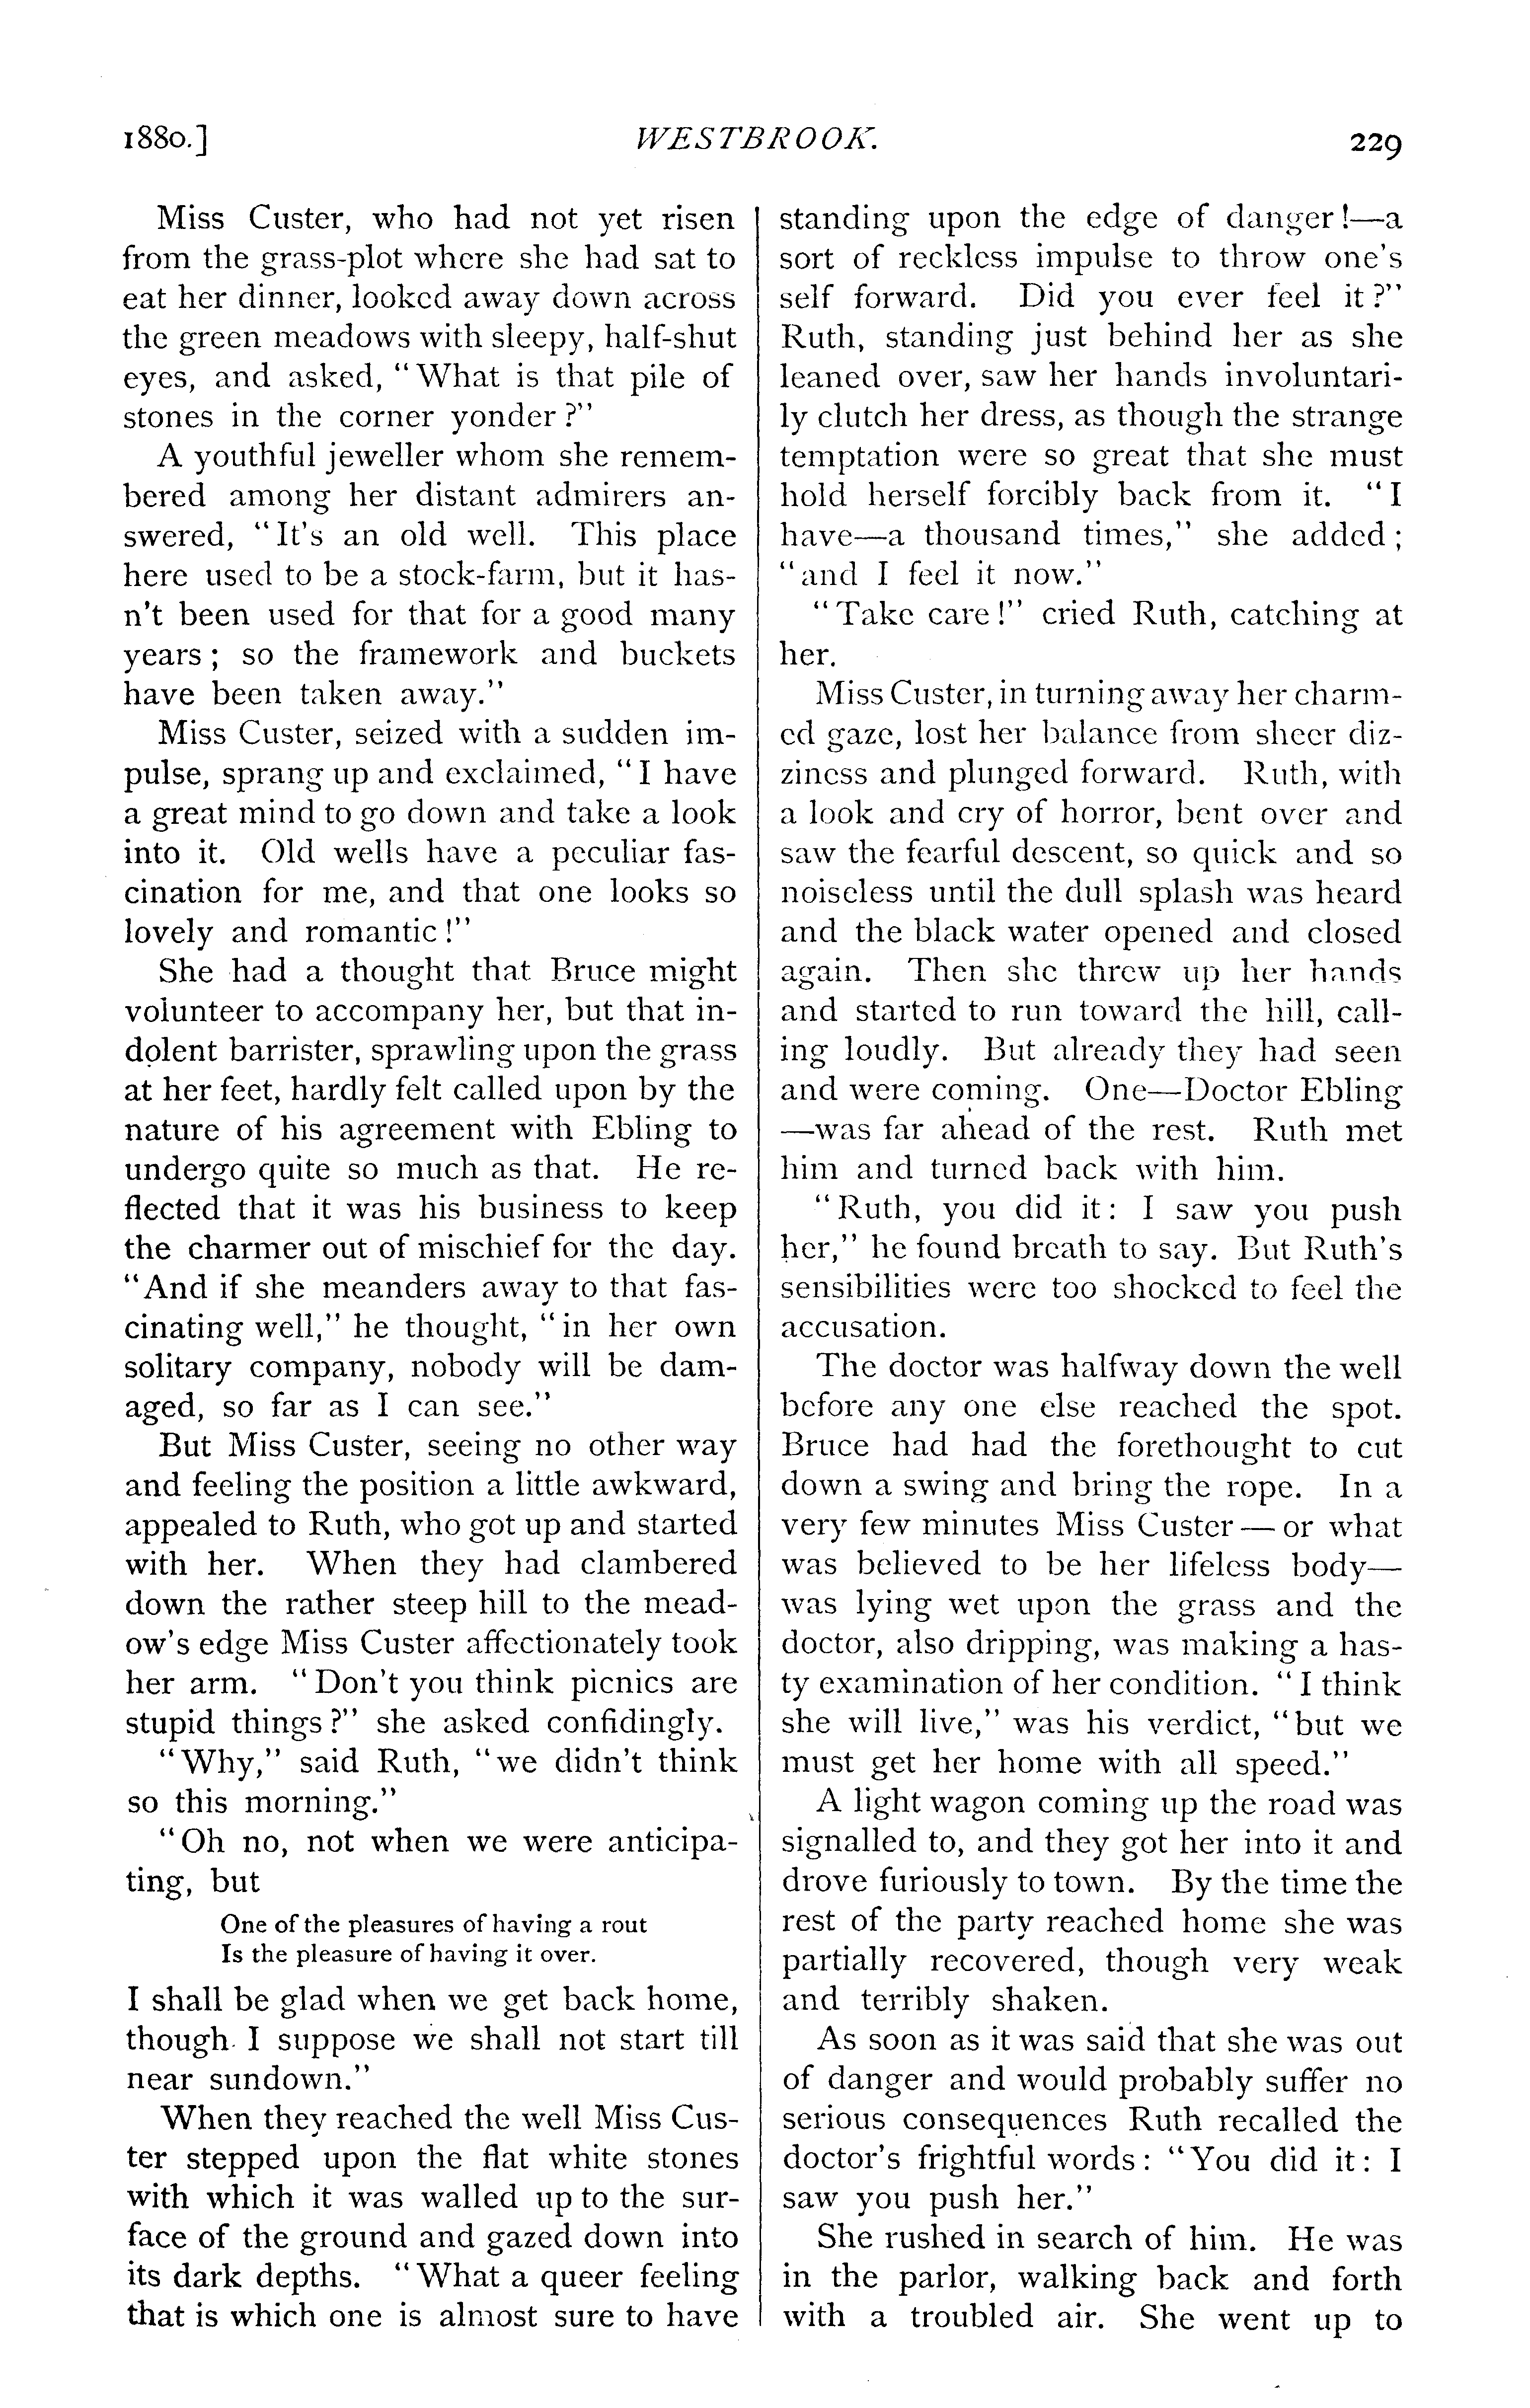 1880.] WESTBROOK. 229
Miss Custer, who had not yet risen
from the grass-plot where she had sat to
eat her dinner, looked away down across
the green meadows with sleepy, half-shut
eyes, and asked, "What is that pile of
stones in the corner yonder?"
A youthful jeweller whom she remem-
bered among her distant admirers an-
swered, "It's an old well. This place
here used to be a stock-farm, but it has-
n't been used for that for a good many
years; so the framework and buckets
have been taken away."
Miss Custer, seized with a sudden im-
pulse, sprang up and exclaimed, "I have
a great mind to go down and take a look
into it. Old wells have a peculiar fas-
cination for me, and that one looks so
lovely and romantic!"
She had a thought that Bruce might
volunteer to accompany her, but that in-
dolent barrister, sprawling upon the grass
at her feet, hardly felt called upon by the
nature of his agreement with Ebling to
undergo quite so much as that. He re-
flected that it was his business to keep
the charmer out of mischief for the day.
"And if she meanders away to that fas-
cinating well," he thought, "in her own
solitary company, nobody will be dam-
aged, so far as I can see."
But Miss Custer, seeing no other way
and feeling the position a little awkward,
appealed to Ruth, who got up and started
with her. When they had clambered
down the rather steep hill to the mead-
ow's edge Miss Custer affectionately took
her arm. "Don't you think picnics are
stupid things?" she asked confidingly.
"Why," said Ruth, "we didn't think
so this morning."
"Oh no, not when we were anticipa-
ting, but
One of the pleasures of having a rout
Is the pleasure of having it over.
I shall be glad when we get back home,
though I suppose we shall not start till
near sundown."
When they reached the well Miss Cus-
ter stepped upon the flat white stones
with which it was walled up to the sur-
face of the ground and gazed down into
its dark depths. "What a queer feeling
that is which one is almost sure to have
standing upon the edge of danger!—a
sort of reckless impulse to throw one's
self forward. Did you ever feel it?"
Ruth, standing just behind her as she
leaned over, saw her hands involuntari-
ly clutch her dress, as though the strange
temptation were so great that she must
hold herself forcibly back from it. "I
have—a thousand times," she added;
"and I feel it now."
"Take care!" cried Ruth, catching at
her.
Miss Custer, in turning away her charm-
ed gaze, lost her balance from sheer diz-
ziness and plunged forward. Ruth, with
a look and cry of horror, bent over and
saw the fearful descent, so quick and so
noiseless until the dull splash was heard
and the black water opened and closed
again. Then she threw up her hands
and started to run toward the hill, call-
ing loudly. But already they had seen
and were coming. One—Doctor Ebling
—was far ahead of the rest. Ruth met
him and turned back with him.
"Ruth, you did it: I saw you push
her," he found breath to say. But Ruth's
sensibilities were too shocked to feel the
accusation.
The doctor was halfway down the well
before any one else reached the spot.
Bruce had had the forethought to cut
down a swing and bring the rope. In a
very few minutes Miss Custer—or what
was believed to be her lifeless body—
was lying wet upon the grass and the
doctor, also dripping, was making a has-
ty examination of her condition. "I think
she will live," was his verdict, "but we
must get her home with all speed."
A light wagon coming up the road was
signalled to, and they got her into it and
drove furiously to town. By the time the
rest of the party reached home she was
partially recovered, though very weak
and terribly shaken.
As soon as it was said that she was out
of danger and would probably suffer no
serious consequences Ruth recalled the
doctor's frightful words: "You did it: I
saw you push her."
She rushed in search of him. He was
in the parlor, walking back and forth
with a troubled air. She went up to